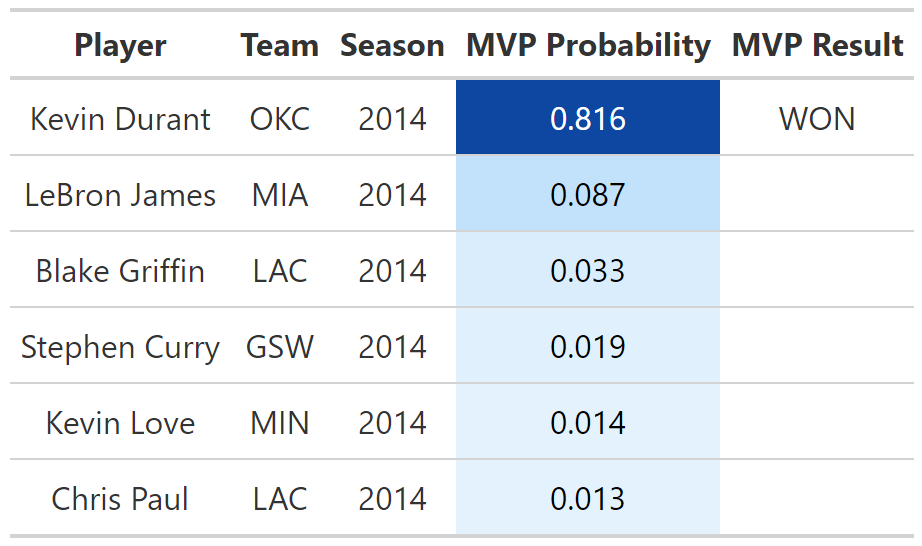 Player Team Season MVP Probability MVP Result
Kevin Durant OKC 2014 0.816 WON
LeBron James MIA 2014 0.087
Blake Griffin LAC 2014 0.033
Stephen Curry GSW 2014 0.019
Kevin Love MIN 2014 0.014
Chris Paul LAC 2014 0.013